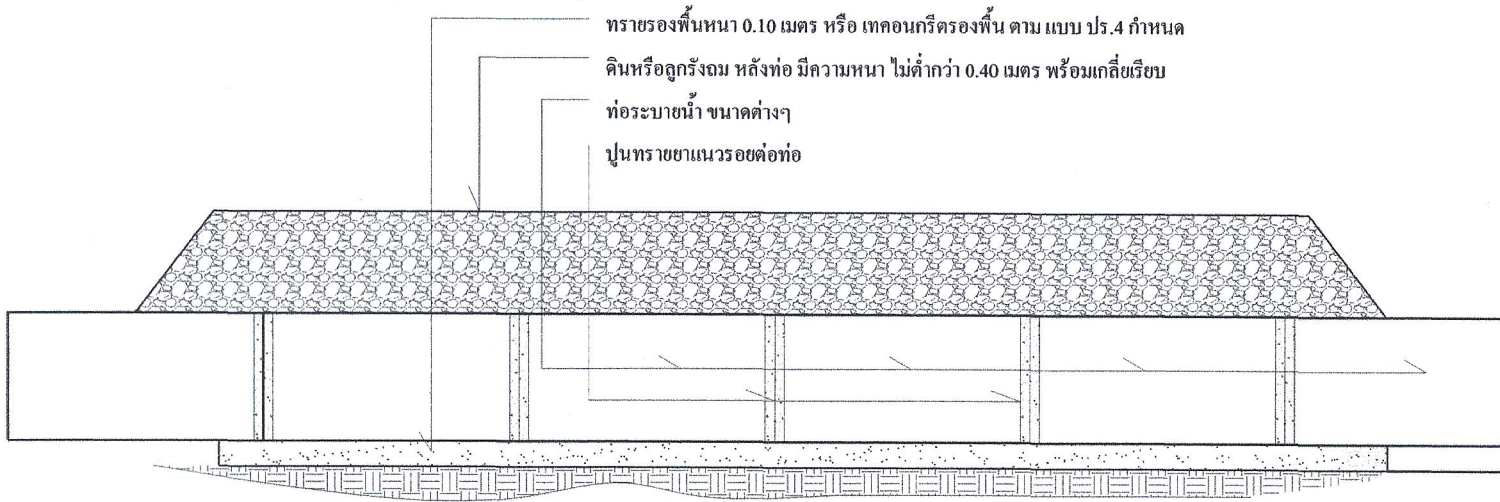 ทรายรองพื้นหนา 0.10 เมตร หรือ เทคอนกรีตรองพื้น ตาม แบบ ปร.4 กำหนด
ดินหรือลูกรังถม หลังท่อ มีความหนา ไม่ต่ำกว่า 0.40 เมตร พร้อมเกลี่ยเรียบ
ท่อระบายน้ำ ขนาดต่างๆ
ปูนทรายยาแนวรอยต่อท่อ